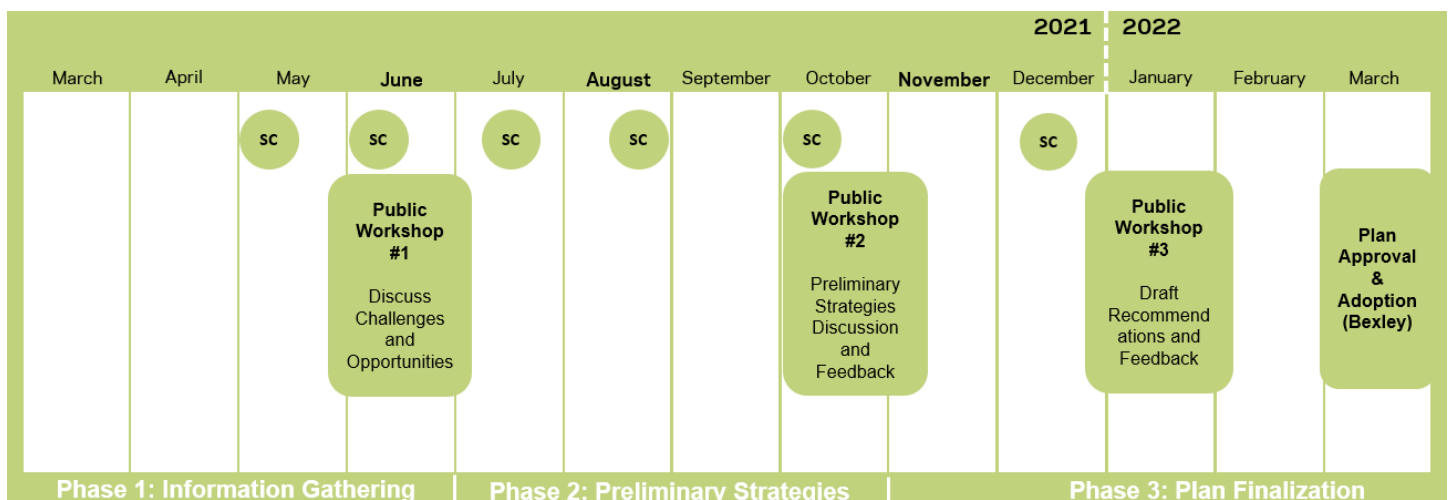 2021 2022
March April May June July August September October November December January February March
SC SC SC SC SC SC
Public
Workshop
#1
Discuss
Challenges
and
Opportunities
Public
Workshop
#2
Preliminary
Strategies
Discussion
and
Feedback
Public
Workshop
#3
Draft
Recommend
ations and
Feedback
Plan
Approval
&
Adoption
(Bexley)
Phase 1: Information Gathering Phase 2: Preliminary Strategies Phase 3: Plan Finalization